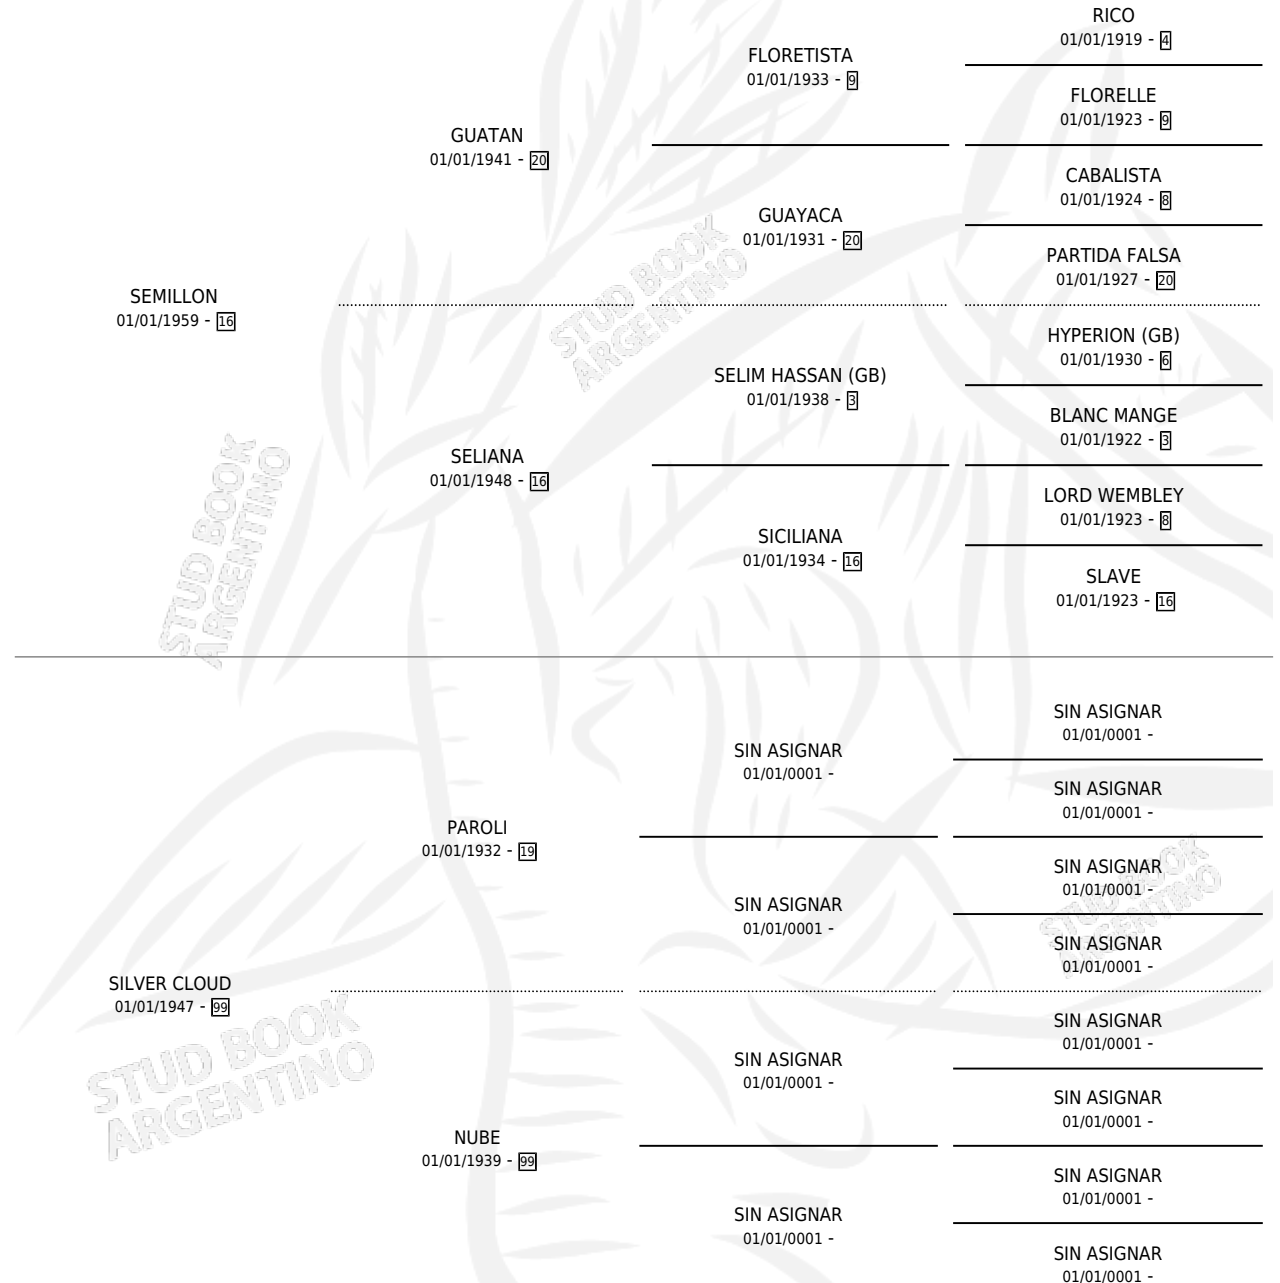 RICO
01/01/1919 - 4
FLORETISTA
01/01/1933 - 9
FLORELLE
01/01/1923 - 9
GUATAN
01/01/1941 - 20
CABALISTA
01/01/1924 - 8
GUAYACA
01/01/1931 - 20
PARTIDA FALSA
01/01/1927 - 20
SEMILLON
01/01/1959 - 16
HYPERION (GB)
01/01/1930 - 6
SELIM HASSAN (GB)
01/01/1938 - 3
BLANC MANGE
01/01/1922 - 3
SELIANA
01/01/1948 - 16
LORD WEMBLEY
01/01/1923 - 8
SICILIANA
01/01/1934 - 16
SLAVE
01/01/1923 - 16
STUD BOOK
ARGENTINO
STUD BOOK
ARGENTINO
SIN ASIGNAR
01/01/0001 -
SIN ASIGNAR
01/01/0001 -
SIN ASIGNAR
01/01/0001 -
PAROLI
01/01/1932 - 19
SIN ASIGNAR
01/01/0001 -
SIN ASIGNAR
01/01/0001 -
SIN ASIGNAR
01/01/0001 -
SILVER CLOUD
01/01/1947 - 99
SIN ASIGNAR
01/01/0001 -
SIN ASIGNAR
01/01/0001 -
SIN ASIGNAR
01/01/0001 -
NUBE
01/01/1939 - 99
SIN ASIGNAR
01/01/0001 -
SIN ASIGNAR
01/01/0001 -
SIN ASIGNAR
01/01/0001 -
STUD BOOK
ARGENTINO
STUD BOOK
ARGENTINO